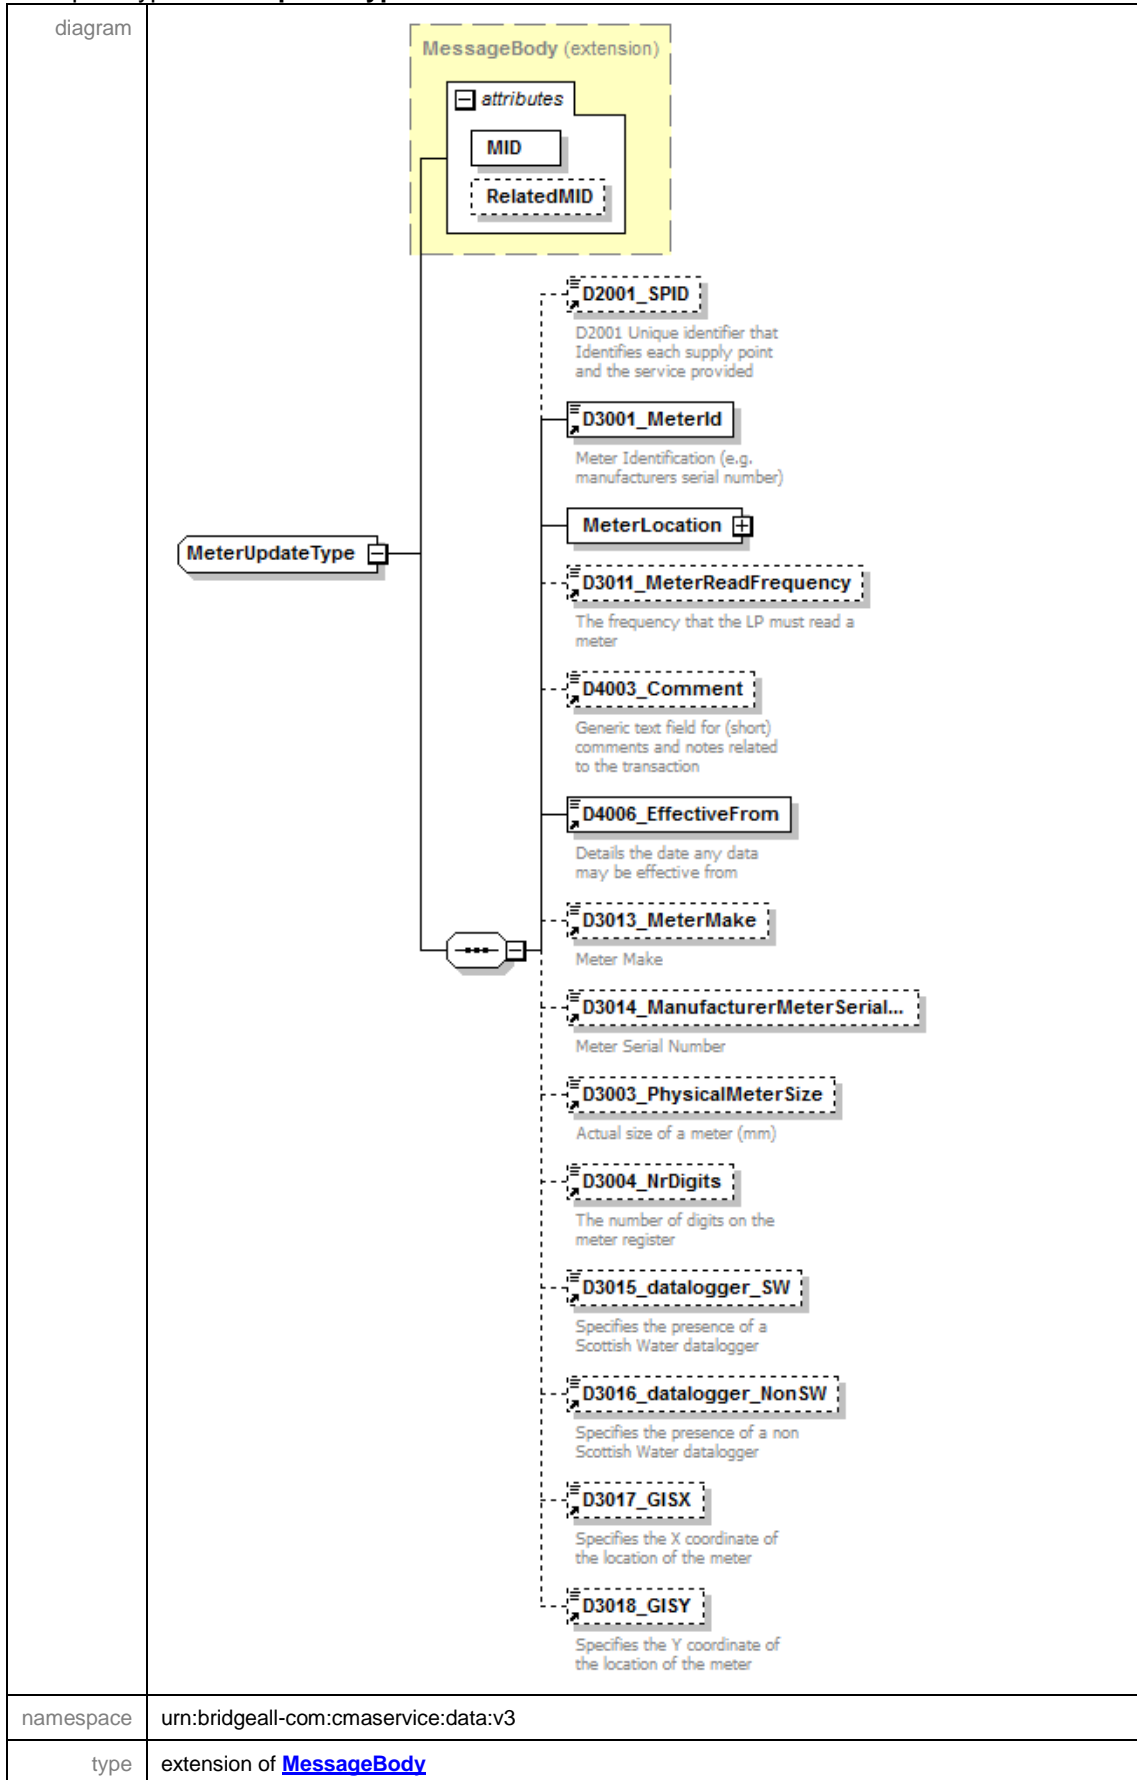 diagram
MessageBody (extension)
attributes
MID
RelatedMID
D2001_SPID
D2001 Unique identifier that
Identifies each supply point
and the service provided
D3001_MeterId
Meter Identification (e.g.
manufacturers serial number)
MeterLocation
MeterUpdateType
D3011_MeterReadFrequency
The frequency that the LP must read a
meter
D4003_Comment
Generic text field for (short)
comments and notes related
to the transaction
D4006_EffectiveFrom
Details the date any data
may be effective from
D3013_MeterMake
Meter Make
D3014_ManufacturerMeterSerial...
Meter Serial Number
D3003_PhysicalMeterSize
Actual size of a meter (mm)
D3004_NrDigits
The number of digits on the
meter register
D3015_datalogger_SW
Specifies the presence of a
Scottish Water datalogger
D3016_datalogger_NonSW
Specifies the presence of a non
Scottish Water datalogger
D3017_GISX
Specifies the X coordinate of
the location of the meter
D3018_GISY
Specifies the Y coordinate of
the location of the meter
namespace urn:bridgeall-com:cmaservice:data:v3
type extension of MessageBody